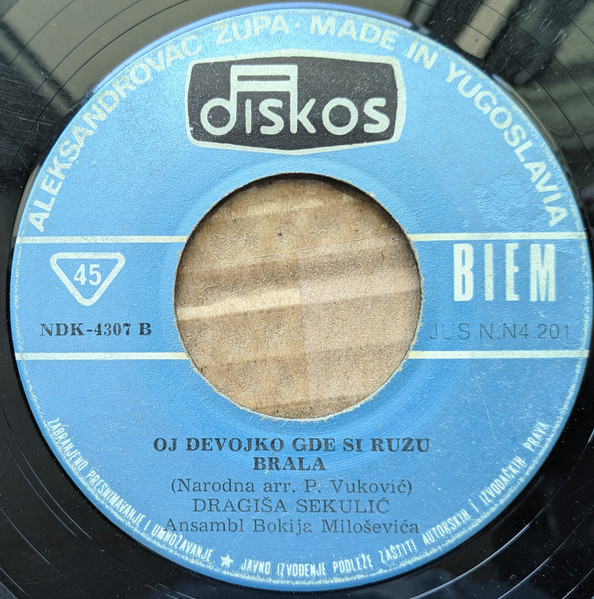 ALEKSANDROVAC ŽUPA · MADE IN YUGOSLAVIA
diskos
45
BIEM
NDK-4307 B
JUS.N.N4.201
OJ DEVOJKO GDE SI RUZU
BRALA
(Narodna arr. P. Vuković)
DRAGIŠA SEKULIĆ
Ansambl Bokija Miloševića
ZABRANJENO PRESNIMAVANJE I UMNOŽAVANJE. ★ JAVNO IZVOĐENJE PODLEŽE ZAŠTITI AUTORSKIH I IZVOĐAČKIH PRAVA